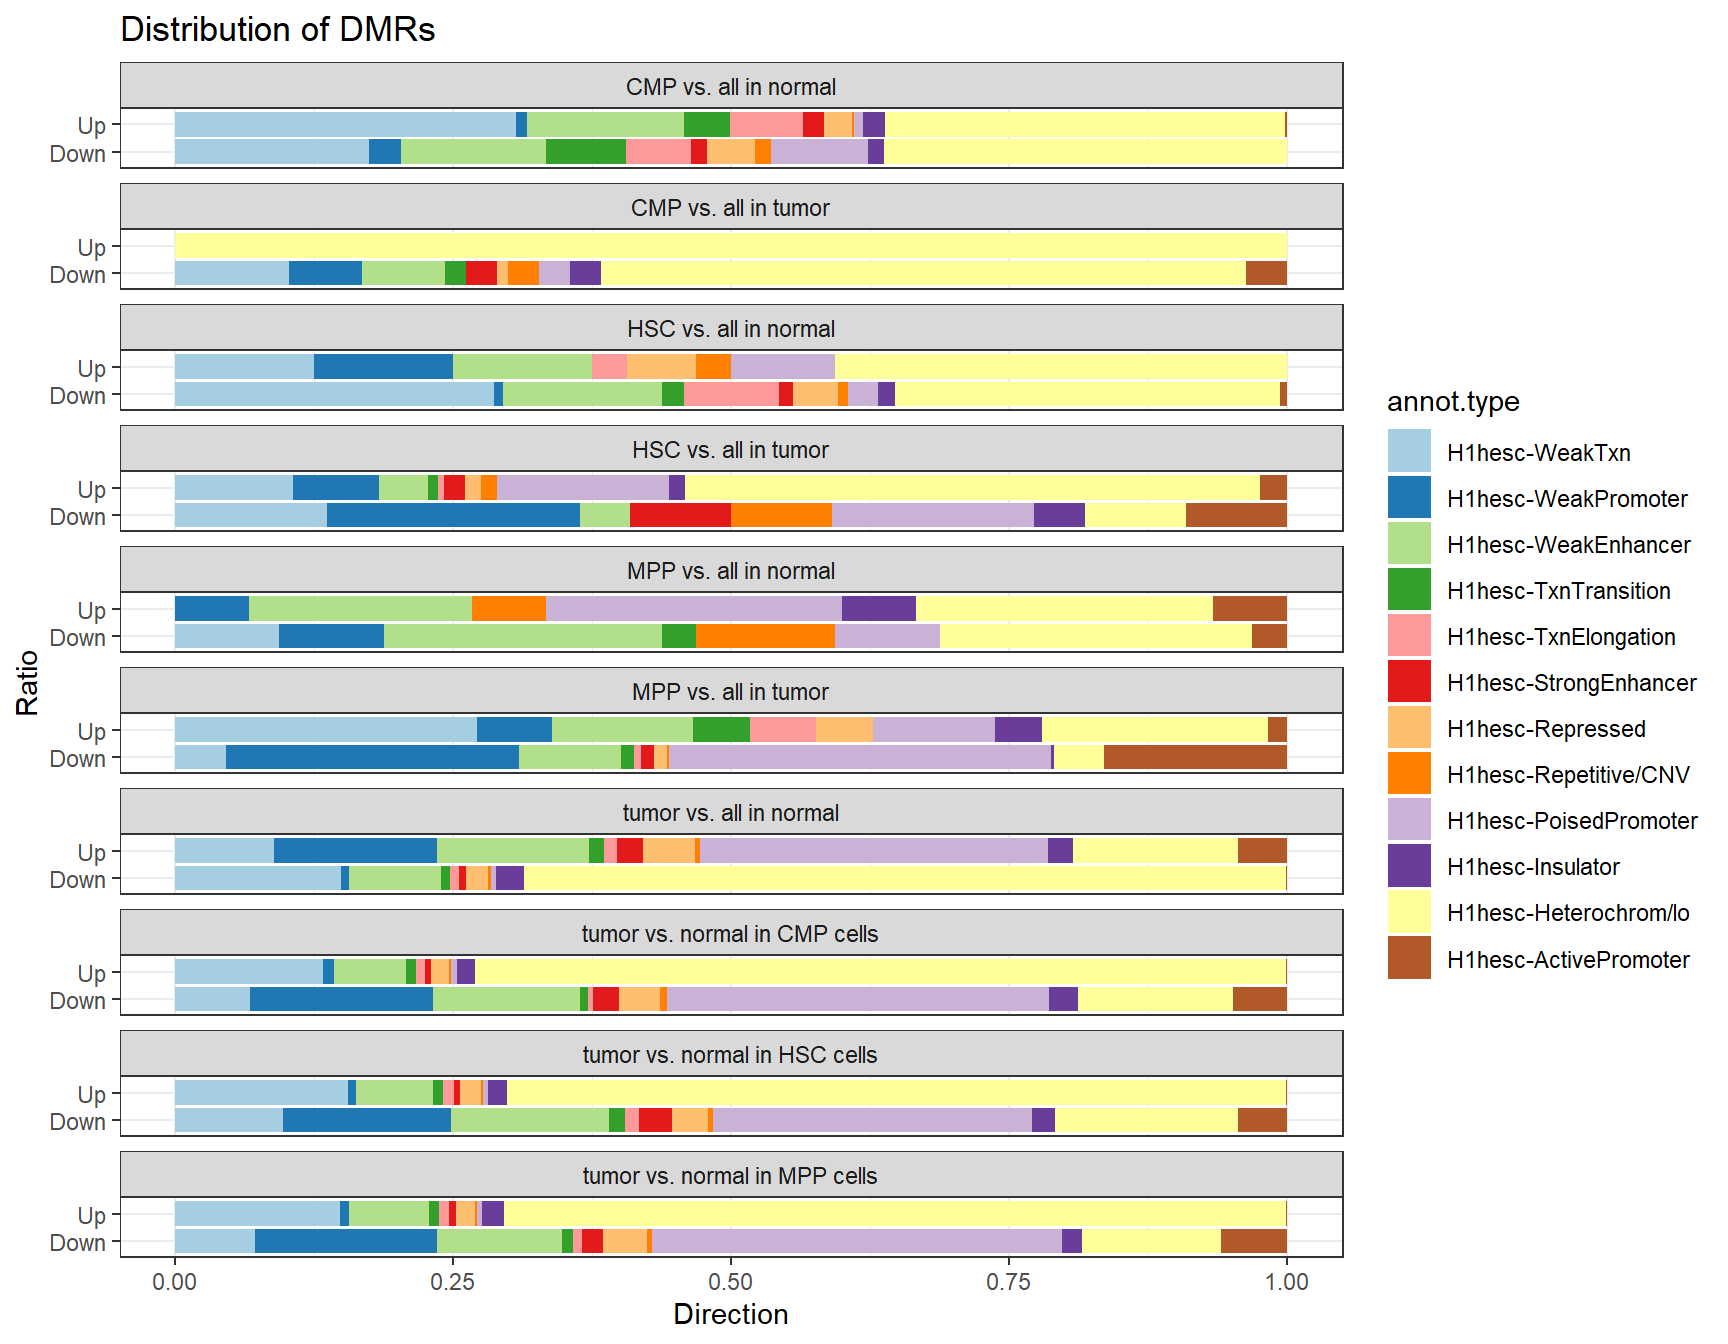 Distribution of DMRs
CMP vs. all in normal
Up
Down
CMP vs. all in tumor
Up
Down
HSC vs. all in normal
Up
Down
HSC vs. all in tumor
Up
Down
MPP vs. all in normal
Up
Down
MPP vs. all in tumor
Up
Down
tumor vs. all in normal
Up
Down
tumor vs. normal in CMP cells
Up
Down
tumor vs. normal in HSC cells
Up
Down
tumor vs. normal in MPP cells
Up
Down
0.00 0.25 0.50 0.75 1.00
Direction
Ratio
annot.type
H1hesc-WeakTxn
H1hesc-WeakPromoter
H1hesc-WeakEnhancer
H1hesc-TxnTransition
H1hesc-TxnElongation
H1hesc-StrongEnhancer
H1hesc-Repressed
H1hesc-Repetitive/CNV
H1hesc-PoisedPromoter
H1hesc-Insulator
H1hesc-Heterochrom/lo
H1hesc-ActivePromoter